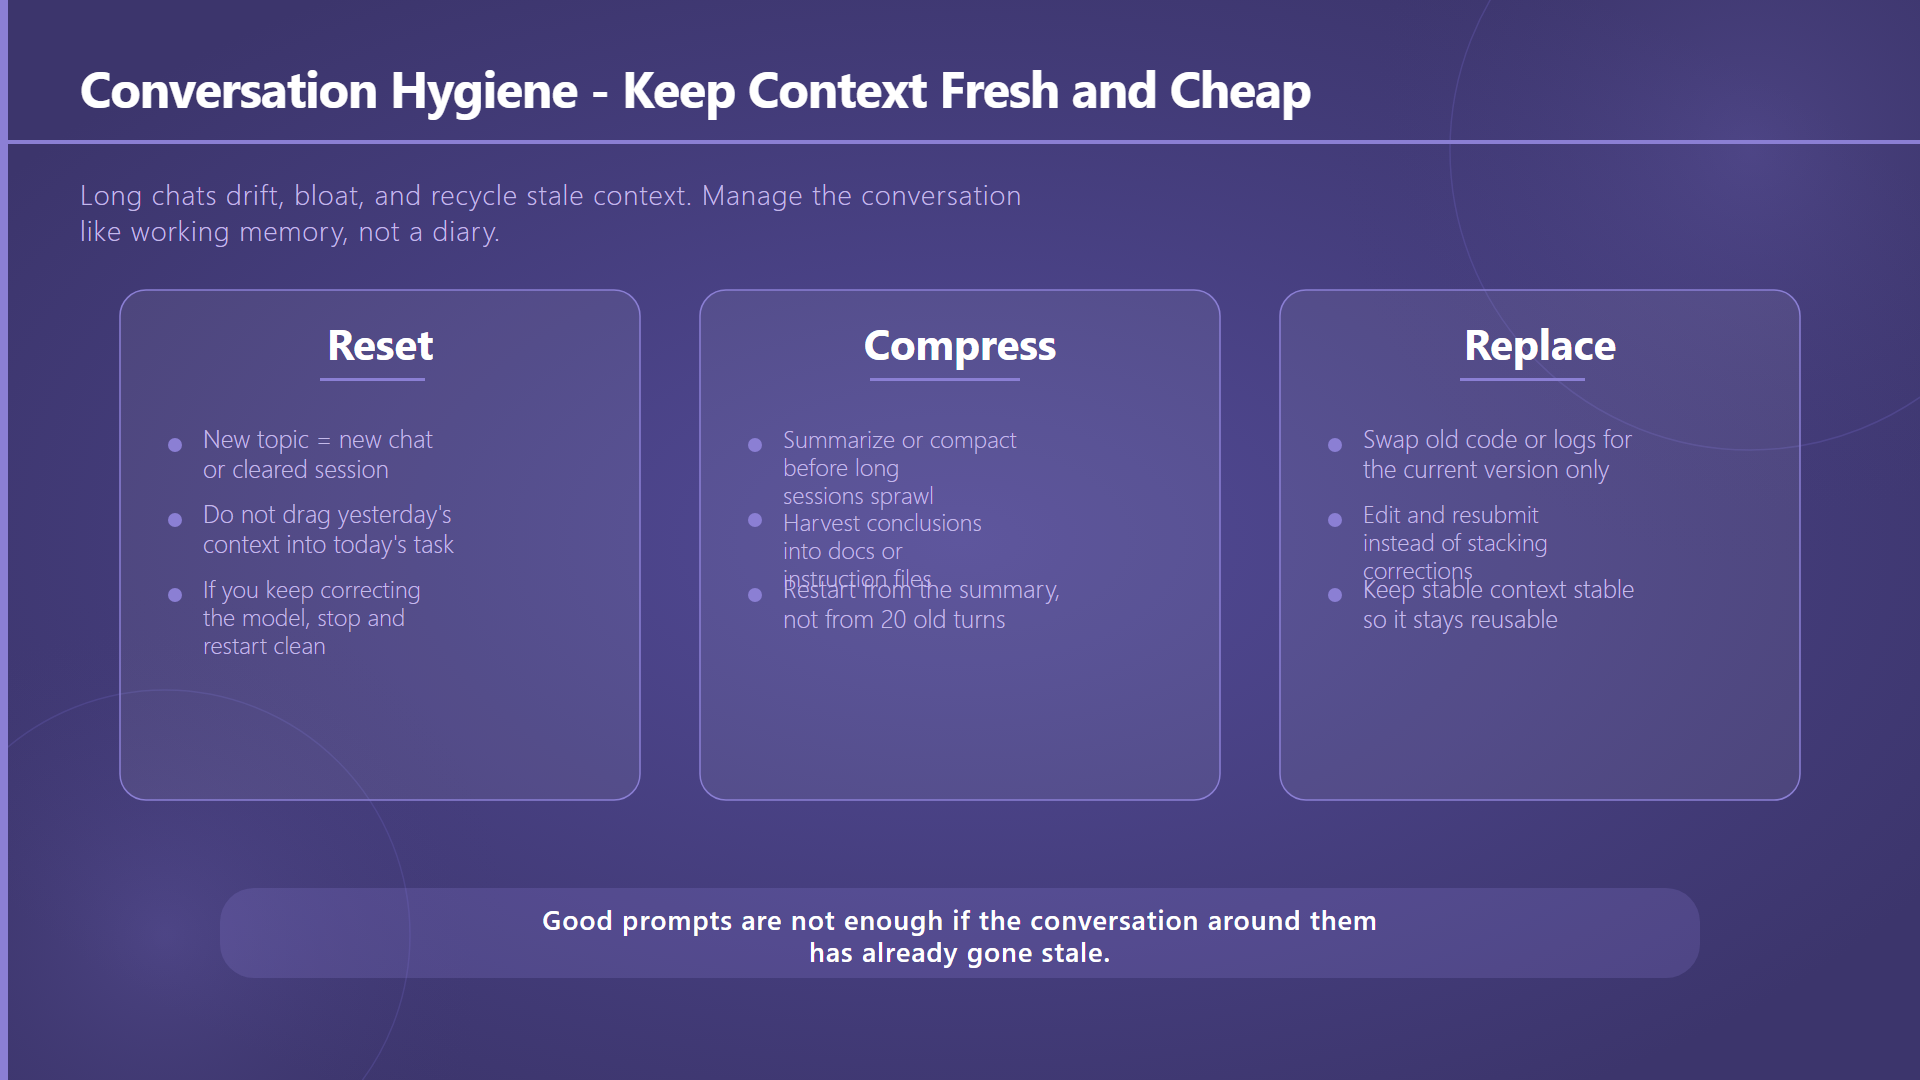 Conversation Hygiene - Keep Context Fresh and Cheap
Long chats drift, bloat, and recycle stale context. Manage the conversation
like working memory, not a diary.
Reset
New topic = new chat
or cleared session
Do not drag yesterday's
context into today's task
If you keep correcting
the model, stop and
restart clean
Compress
Summarize or compact
before long
sessions sprawl
Harvest conclusions
into docs or
instruction files
Restart from the summary,
not from 20 old turns
Replace
Swap old code or logs for
the current version only
Edit and resubmit
instead of stacking
corrections
Keep stable context stable
so it stays reusable
Good prompts are not enough if the conversation around them
has already gone stale.